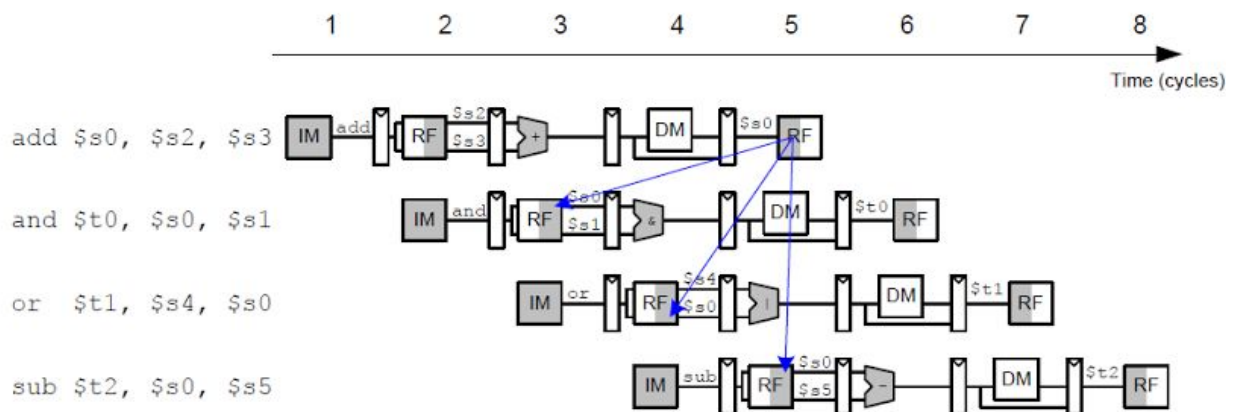 1 2 3 4 5 6 7 8
Time (cycles)
add $s0, $s2, $s3 IM add RF $s2 $s3 + DM $s0 RF
and $t0, $s0, $s1 IM and RF $s0 $s1 & DM $t0 RF
or $t1, $s4, $s0 IM or RF $s4 $s0 | DM $t1 RF
sub $t2, $s0, $s5 IM sub RF $s0 $s5 - DM $t2 RF